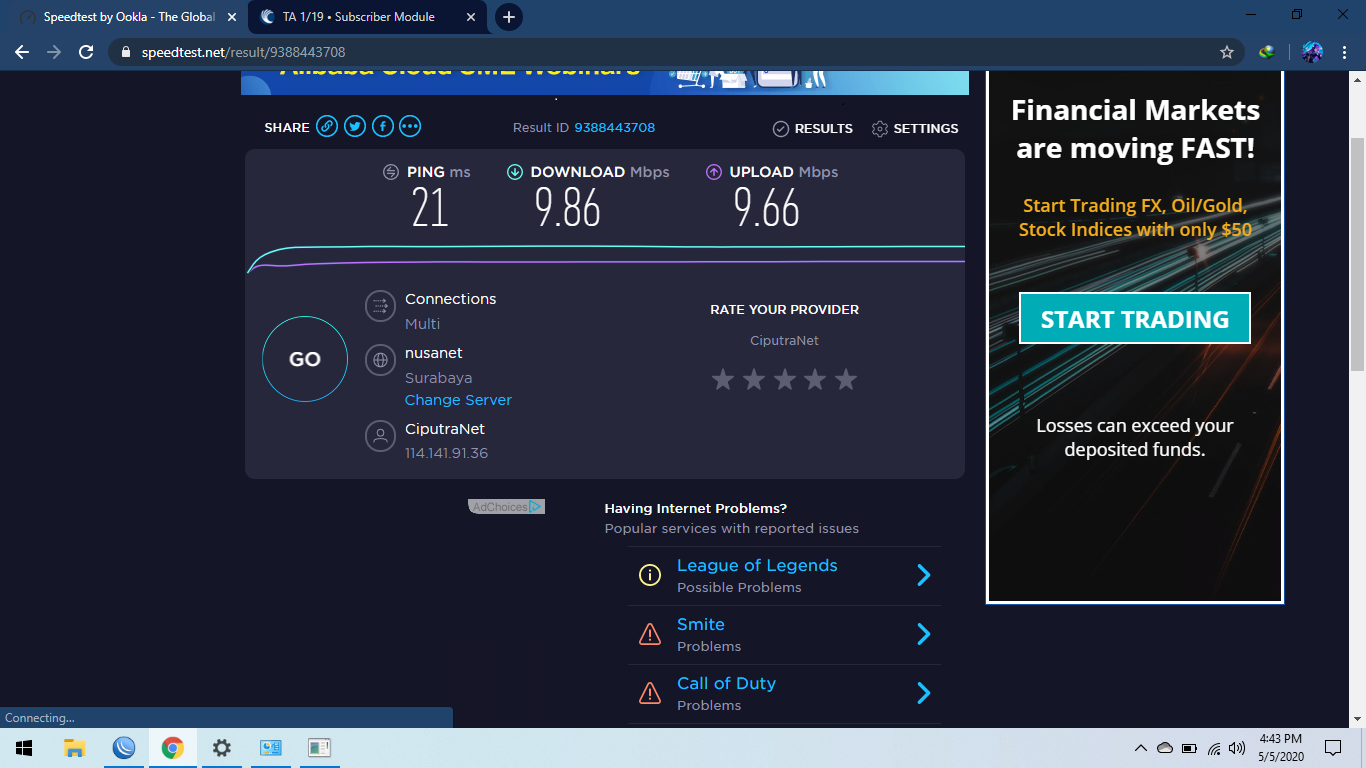 Speedtest by Ookla - The Global
TA 1/19 • Subscriber Module
speedtest.net/result/9388443708
Alibaba Cloud SME Webinars
SHARE
Result ID 9388443708
RESULTS
SETTINGS
PING ms
21
DOWNLOAD Mbps
9.86
UPLOAD Mbps
9.66
GO
Connections
Multi
nusanet
Surabaya
Change Server
CiputraNet
114.141.91.36
RATE YOUR PROVIDER
CiputraNet
AdChoices
Having Internet Problems?
Popular services with reported issues
League of Legends
Possible Problems
Smite
Problems
Call of Duty
Problems
Financial Markets
are moving FAST!
Start Trading FX, Oil/Gold,
Stock Indices with only $50
START TRADING
Losses can exceed your
deposited funds.
Connecting...
4:43 PM
5/5/2020